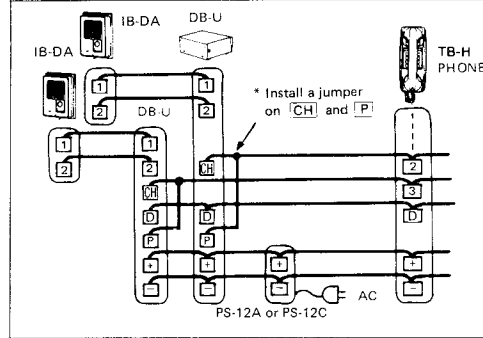 IB-DA
DB-U
IB-DA
TB-H
PHONE
1
1
2
2
DB-U
* Install a jumper
on CH and P
1
1
2
2
CH
2
CH
3
D
D
D
P
P
+
+
+
+
−
−
−
−
AC
PS-12A or PS-12C